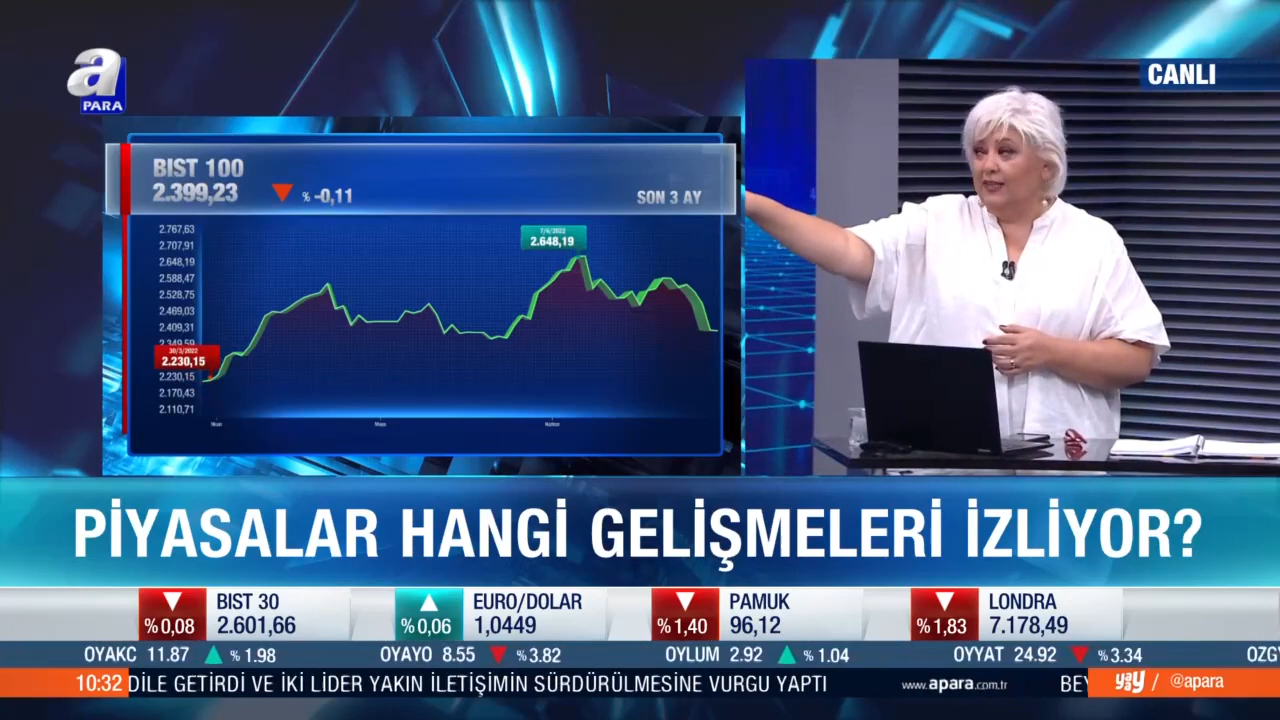 a
PARA
CANLI
BIST 100
2.399,23 % -0,11 SON 3 AY
2.767,63
2.707,91
2.648,19
2.588,47
2.528,75
2.469,03
2.409,31
2.349,59
2.230,15
2.170,43
2.110,71
7/6/2022
2.648,19
30/3/2022
2.230,15
Nisan Mayıs Haziran
PİYASALAR HANGİ GELİŞMELERİ İZLİYOR?
% 0,08 BIST 30 2.601,66
% 0,06 EURO/DOLAR 1,0449
% 1,40 PAMUK 96,12
% 1,83 LONDRA 7.178,49
OYAKC 11.87 % 1.98 OYAYO 8.55 % 3.82 OYLUM 2.92 % 1.04 OYYAT 24.92 % 3.34 OZGY
10:32 DİLE GETİRDİ VE İKİ LİDER YAKIN İLETİŞİMİN SÜRDÜRÜLMESİNE VURGU YAPTI www.apara.com.tr BEY yaay / @apara